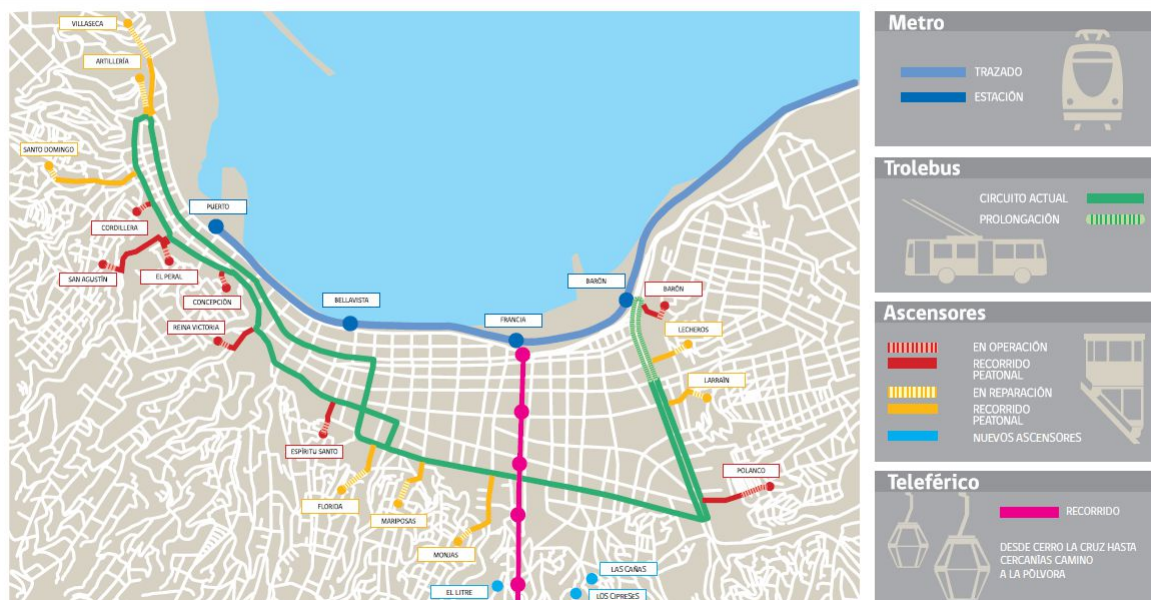 VILLASECA
ARTILLERÍA
SANTO DOMINGO
PUERTO
CORDILLERA
SAN AGUSTÍN
EL PERAL
CONCEPCIÓN
REINA VICTORIA
BELLAVISTA
FRANCIA
BARÓN
BARÓN
LECHEROS
LARRAÍN
ESPÍRITU SANTO
POLANCO
FLORIDA
MARIPOSAS
MONJAS
LAS CAÑAS
EL LITRE
LOS CIPRESES
Metro
TRAZADO
ESTACIÓN
Trolebus
CIRCUITO ACTUAL
PROLONGACIÓN
Ascensores
EN OPERACIÓN
RECORRIDO
PEATONAL
EN REPARACIÓN
RECORRIDO
PEATONAL
NUEVOS ASCENSORES
Teleférico
RECORRIDO
DESDE CERRO LA CRUZ HASTA
CERCANÍAS CAMINO
A LA PÓLVORA